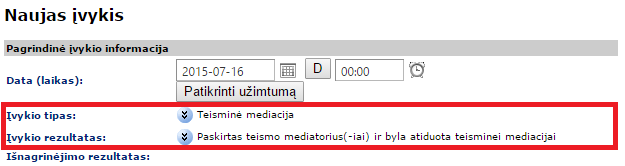 Naujas įvykis
Pagrindinė įvykio informacija
Data (laikas): 2015-07-16 D 00:00
Patikrinti užimtumą
Įvykio tipas: Teisminė mediacija
Įvykio rezultatas: Paskirtas teismo mediatorius(-iai) ir byla atiduota teisminei mediacijai
Išnagrinėjimo rezultatas: